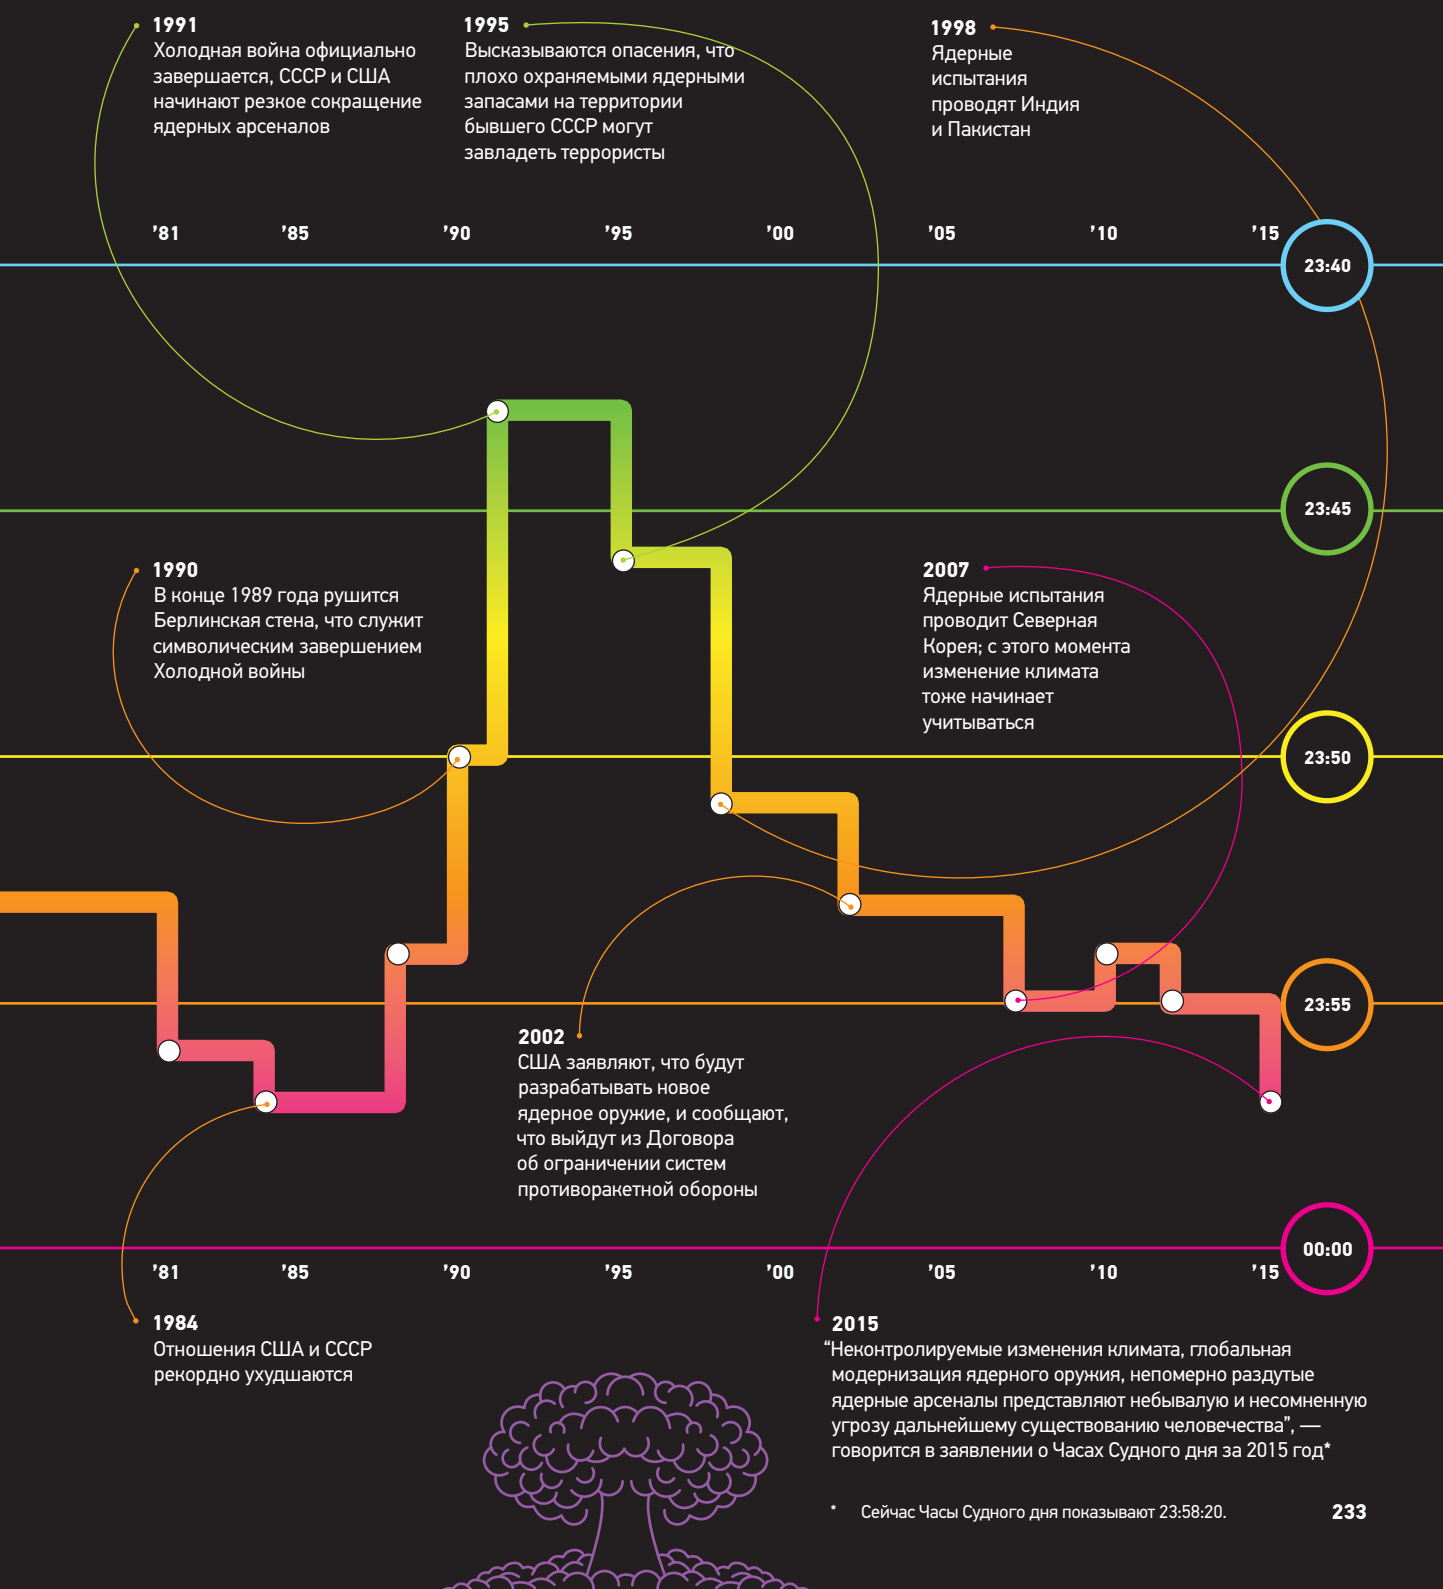 1991
Холодная война официально
завершается, СССР и США
начинают резкое сокращение
ядерных арсеналов
1995
Высказываются опасения, что
плохо охраняемыми ядерными
запасами на территории
бывшего СССР могут
завладеть террористы
1998
Ядерные
испытания
проводят Индия
и Пакистан
’81 ’85 ’90 ’95 ’00 ’05 ’10 ’15
23:40
23:45
1990
В конце 1989 года рушится
Берлинская стена, что служит
символическим завершением
Холодной войны
2007
Ядерные испытания
проводит Северная
Корея; с этого момента
изменение климата
тоже начинает
учитываться
23:50
23:55
2002
США заявляют, что будут
разрабатывать новое
ядерное оружие, и сообщают,
что выйдут из Договора
об ограничении систем
противоракетной обороны
00:00
’81 ’85 ’90 ’95 ’00 ’05 ’10 ’15
1984
Отношения США и СССР
рекордно ухудшаются
2015
“Неконтролируемые изменения климата, глобальная
модернизация ядерного оружия, непомерно раздутые
ядерные арсеналы представляют небывалую и несомненную
угрозу дальнейшему существованию человечества”, —
говорится в заявлении о Часах Судного дня за 2015 год*
* Сейчас Часы Судного дня показывают 23:58:20.
233